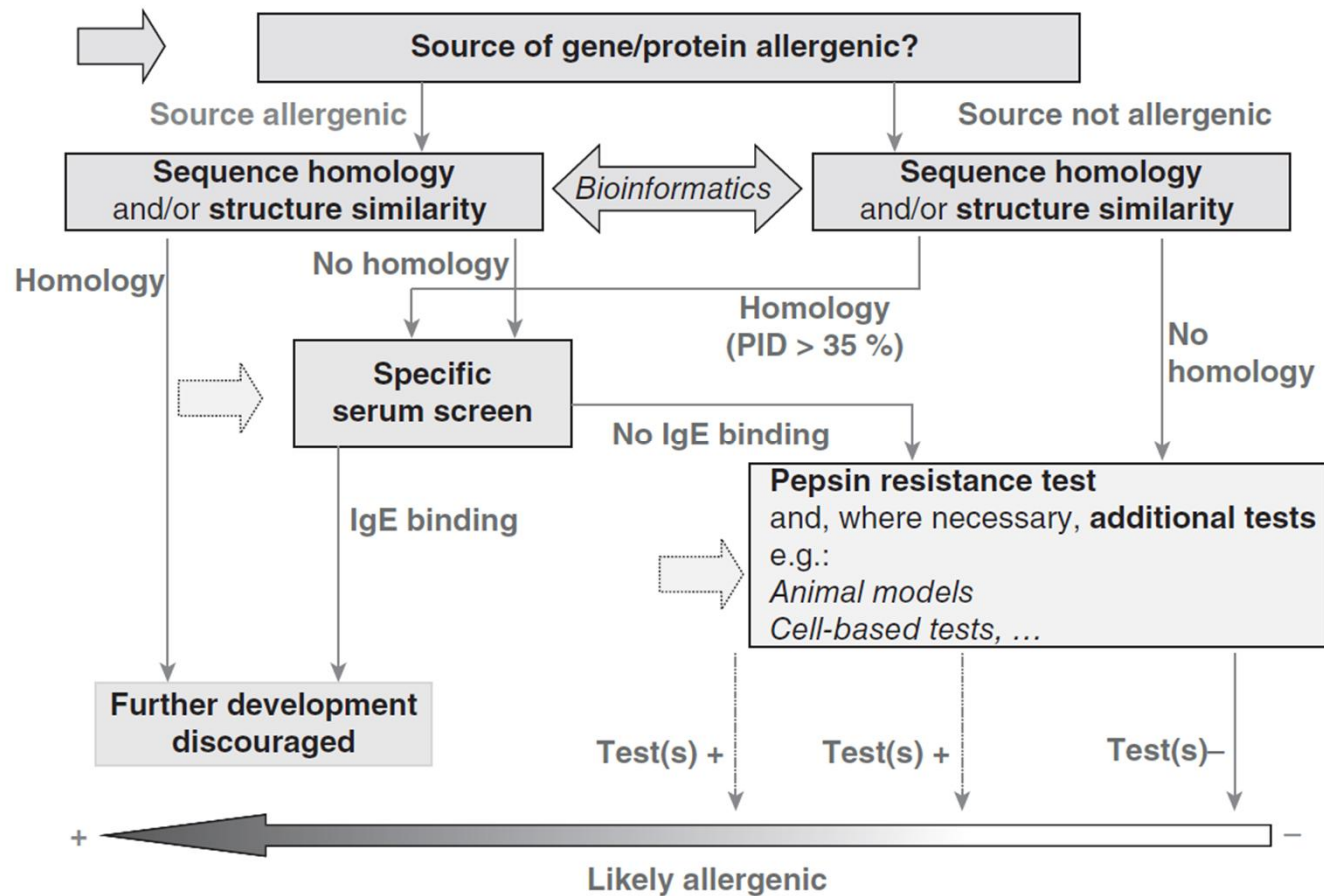 Source of gene/protein allergenic?
Source allergenic
Source not allergenic
Sequence homology
and/or structure similarity
Bioinformatics
Sequence homology
and/or structure similarity
Homology
No homology
Homology
(PID > 35 %)
No
homology
Specific
serum screen
No IgE binding
IgE binding
Pepsin resistance test
and, where necessary, additional tests
e.g.:
Animal models
Cell-based tests, …
Further development
discouraged
Test(s) +
Test(s) +
Test(s)–
+
–
Likely allergenic